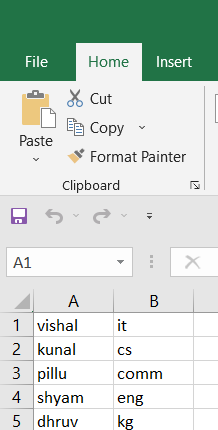 File Home Insert
Cut
Copy
Paste
Format Painter
Clipboard
A1
A B
1 vishal it
2 kunal cs
3 pillu comm
4 shyam eng
5 dhruv kg